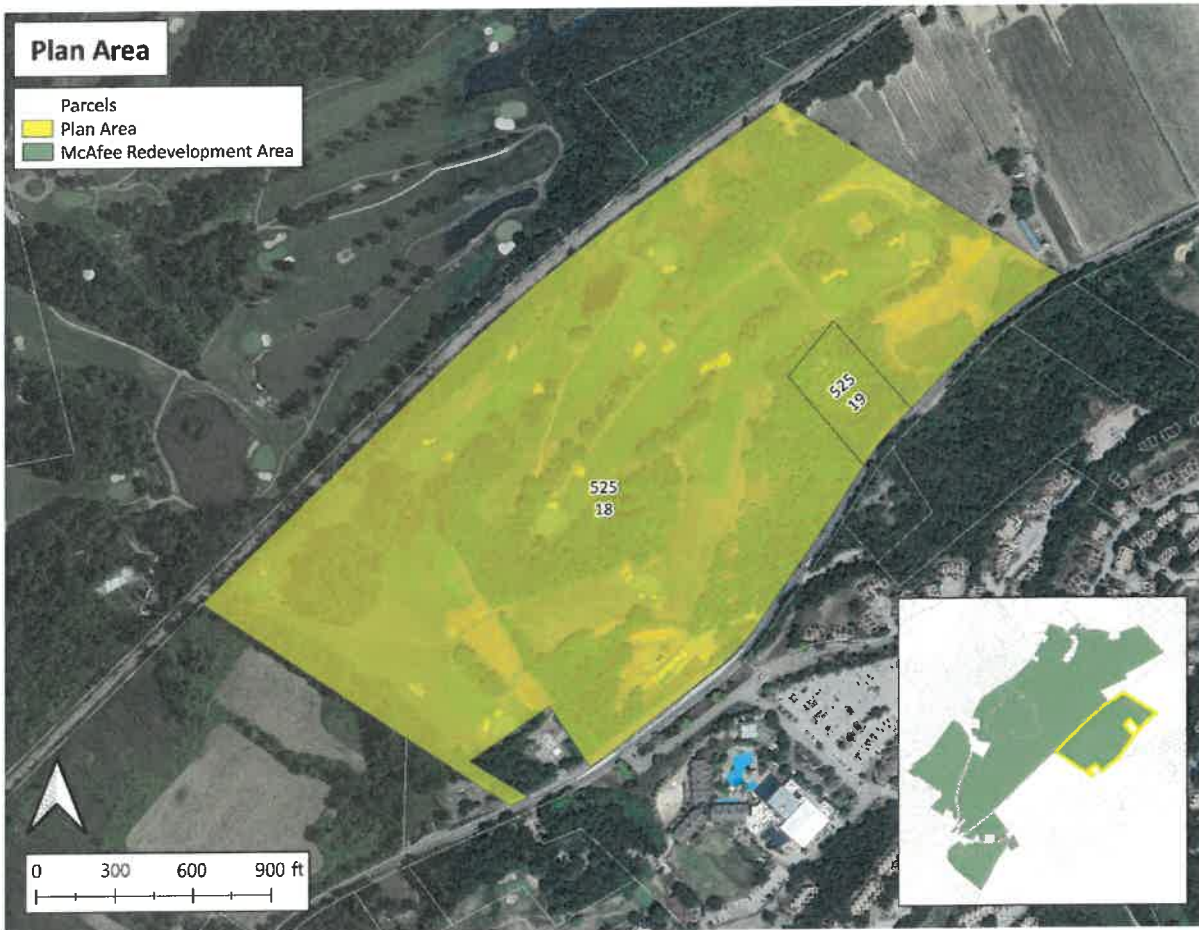 Plan Area
Parcels
Plan Area
McAfee Redevelopment Area
525
19
525
18
0 300 600 900 ft